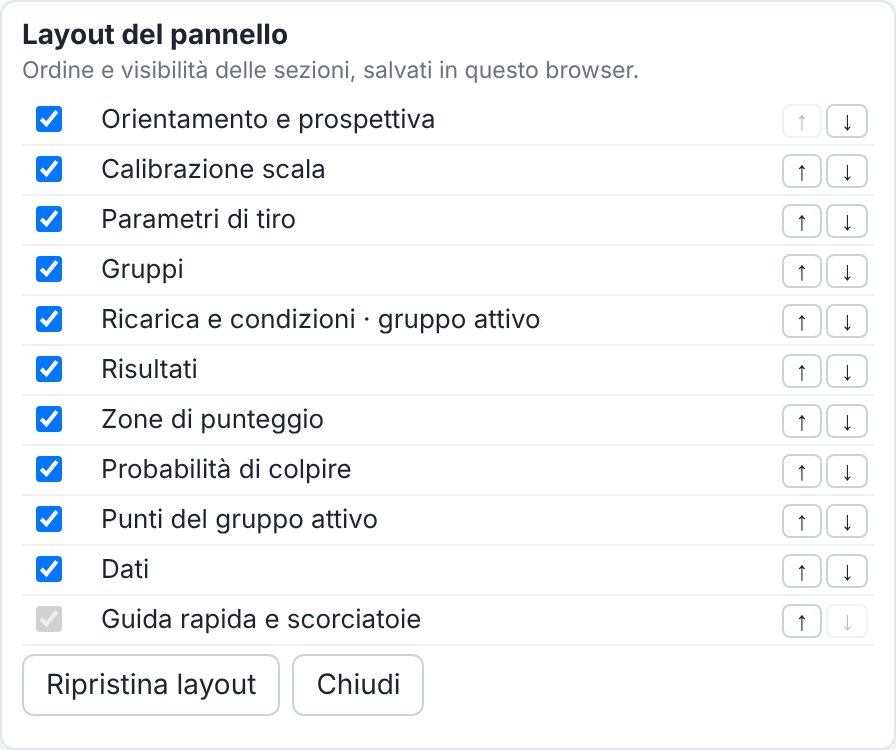 Layout del pannello
Ordine e visibilità delle sezioni, salvati in questo browser.
Orientamento e prospettiva ↑ ↓
Calibrazione scala ↑ ↓
Parametri di tiro ↑ ↓
Gruppi ↑ ↓
Ricarica e condizioni · gruppo attivo ↑ ↓
Risultati ↑ ↓
Zone di punteggio ↑ ↓
Probabilità di colpire ↑ ↓
Punti del gruppo attivo ↑ ↓
Dati ↑ ↓
Guida rapida e scorciatoie ↑ ↓
Ripristina layout Chiudi